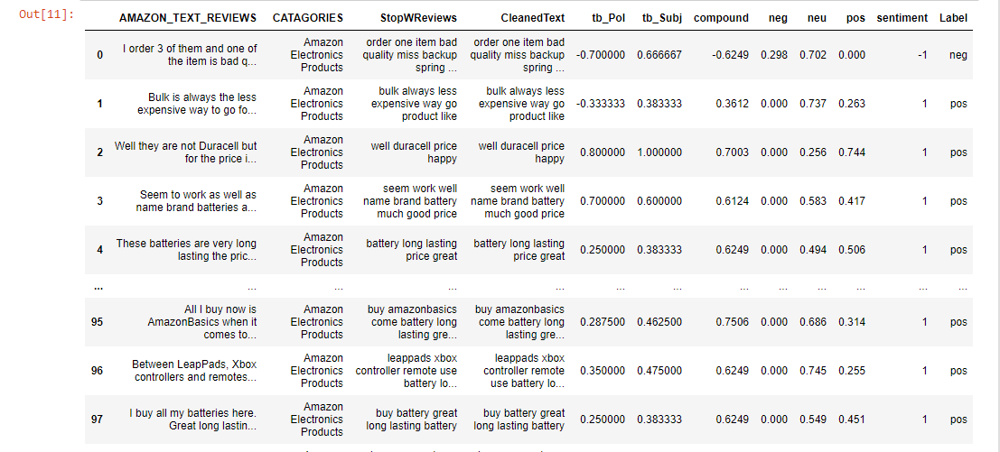 Out[11]:
AMAZON_TEXT_REVIEWS CATAGORIES StopWReviews CleanedText tb_Pol tb_Subj compound neg neu pos sentiment Label
0 I order 3 of them and one of the item is bad q... Amazon Electronics Products order one item bad quality miss backup spring ... order one item bad quality miss backup spring ... -0.700000 0.666667 -0.6249 0.298 0.702 0.000 -1 neg
1 Bulk is always the less expensive way to go fo... Amazon Electronics Products bulk always less expensive way go product like bulk always less expensive way go product like -0.333333 0.383333 0.3612 0.000 0.737 0.263 1 pos
2 Well they are not Duracell but for the price i... Amazon Electronics Products well duracell price happy well duracell price happy 0.800000 1.000000 0.7003 0.000 0.256 0.744 1 pos
3 Seem to work as well as name brand batteries a... Amazon Electronics Products seem work well name brand battery much good price seem work well name brand battery much good price 0.700000 0.600000 0.6124 0.000 0.583 0.417 1 pos
4 These batteries are very long lasting the pric... Amazon Electronics Products battery long lasting price great battery long lasting price great 0.250000 0.383333 0.6249 0.000 0.494 0.506 1 pos
... ... ... ... ... ... ... ... ... ... ... ... ...
95 All I buy now is AmazonBasics when it comes to... Amazon Electronics Products buy amazonbasics come battery long lasting gre... buy amazonbasics come battery long lasting gre... 0.287500 0.462500 0.7506 0.000 0.686 0.314 1 pos
96 Between LeapPads, Xbox controllers and remotes... Amazon Electronics Products leappads xbox controller remote use battery lo... leappads xbox controller remote use battery lo... 0.350000 0.475000 0.6249 0.000 0.745 0.255 1 pos
97 I buy all my batteries here. Great long lastin... Amazon Electronics Products buy battery great long lasting battery buy battery great long lasting battery 0.250000 0.383333 0.6249 0.000 0.549 0.451 1 pos